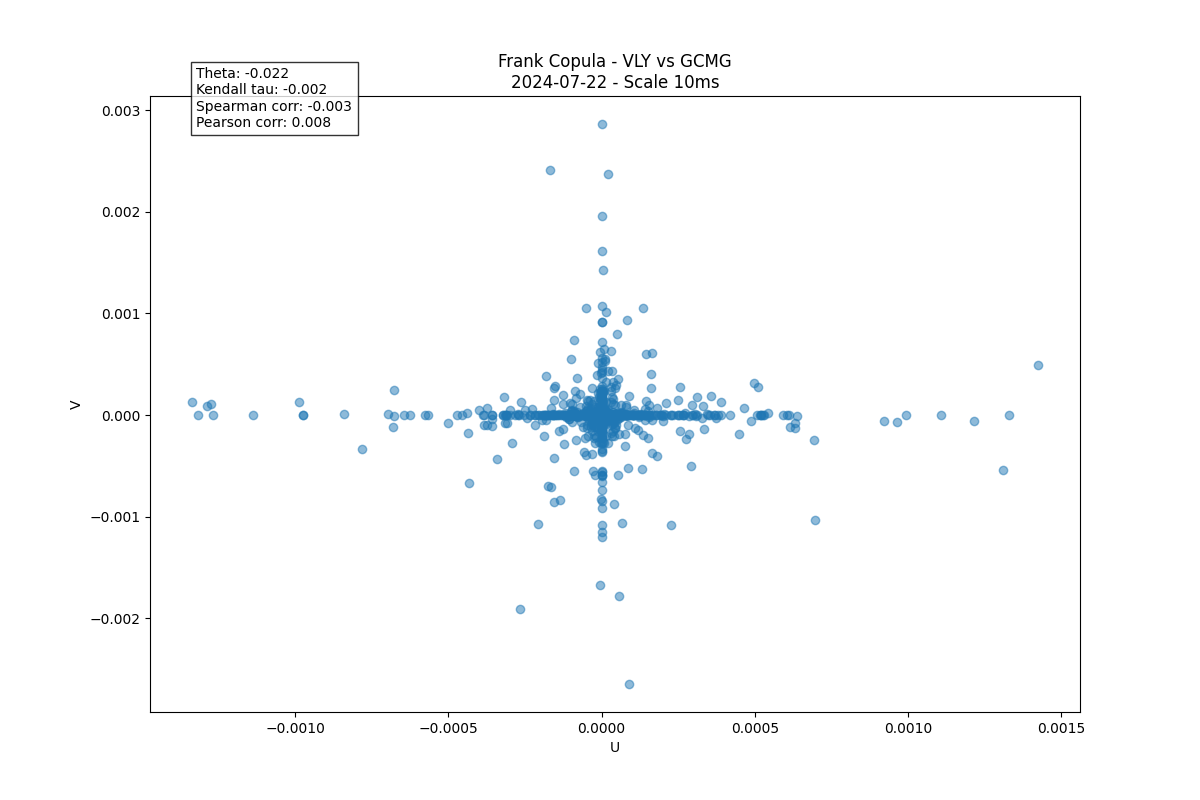 Frank Copula - VLY vs GCMG
2024-07-22 - Scale 10ms
Theta: -0.022
Kendall tau: -0.002
Spearman corr: -0.003
Pearson corr: 0.008
V
0.003
0.002
0.001
0.000
−0.001
−0.002
−0.0010
−0.0005
0.0000
0.0005
0.0010
0.0015
U